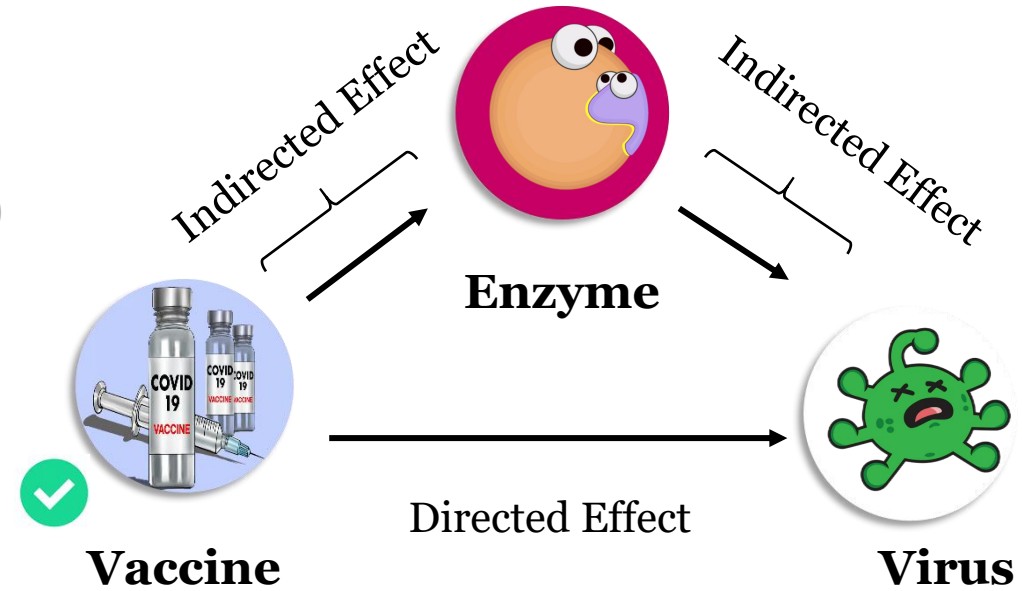 Indirected Effect
Indirected Effect
Enzyme
COVID
19
VACCINE
COVID
19
VACCINE
COVID
19
VACCINE
Directed Effect
Vaccine
Virus